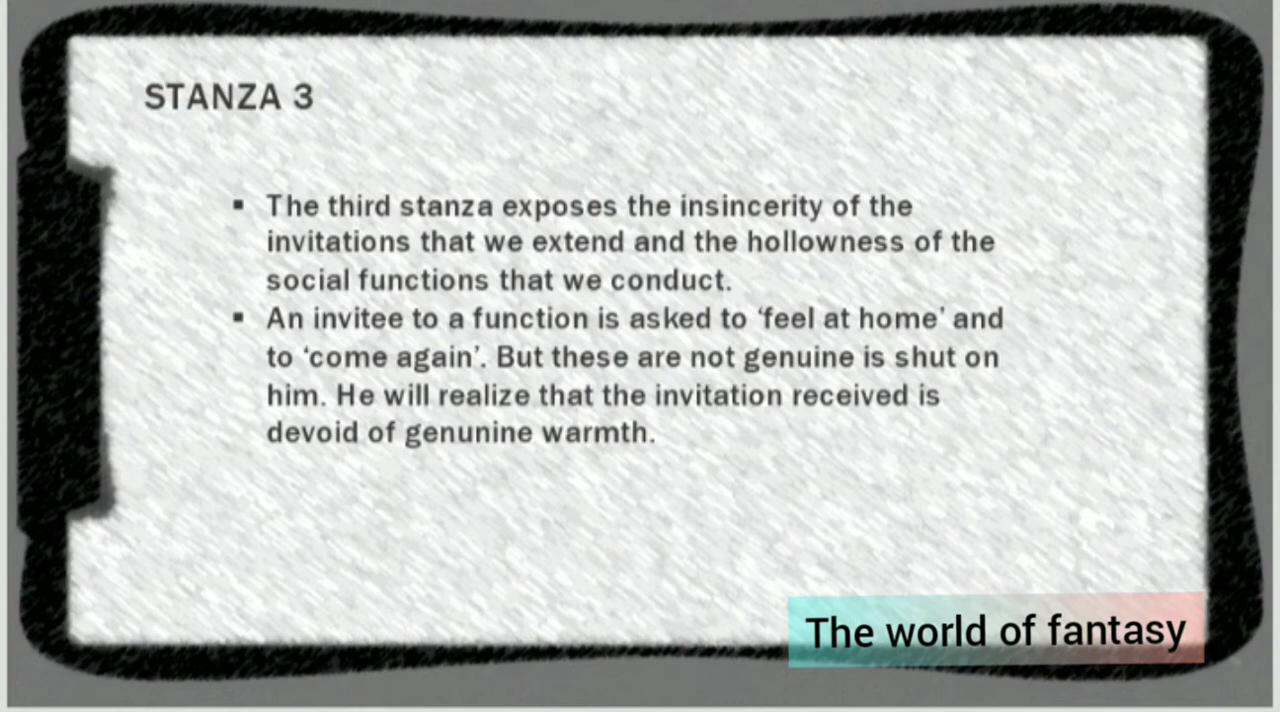 STANZA 3
▪ The third stanza exposes the insincerity of the
invitations that we extend and the hollowness of the
social functions that we conduct.
▪ An invitee to a function is asked to ‘feel at home’ and
to ‘come again’. But these are not genuine is shut on
him. He will realize that the invitation received is
devoid of genunine warmth.
The world of fantasy